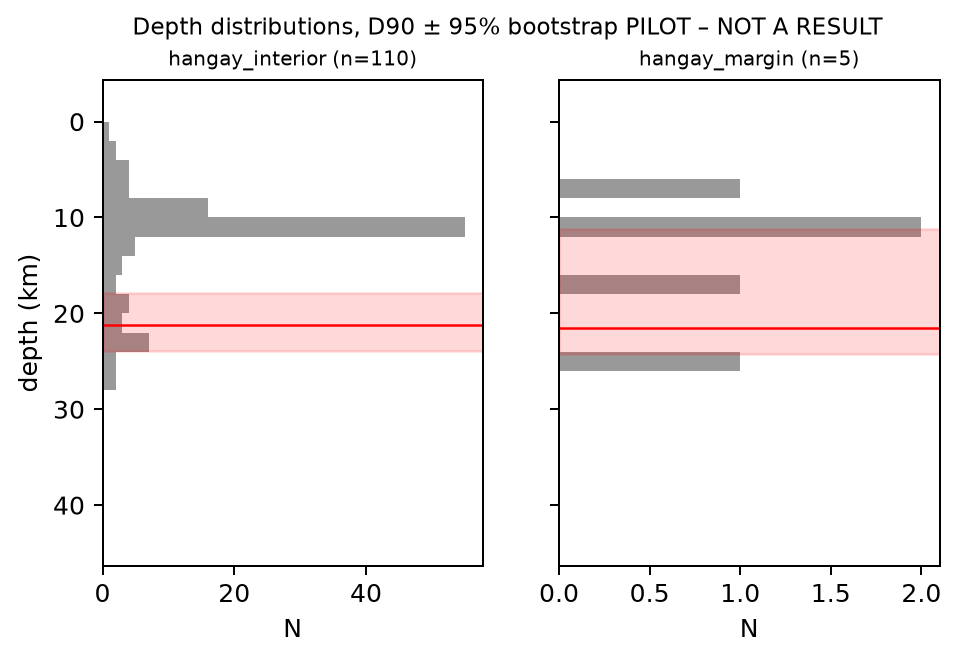 Depth distributions, D90 ± 95% bootstrap PILOT – NOT A RESULT
hangay_interior (n=110)
hangay_margin (n=5)
depth (km)
0
10
20
30
40
0
20
40
N
0.0
0.5
1.0
1.5
2.0
N